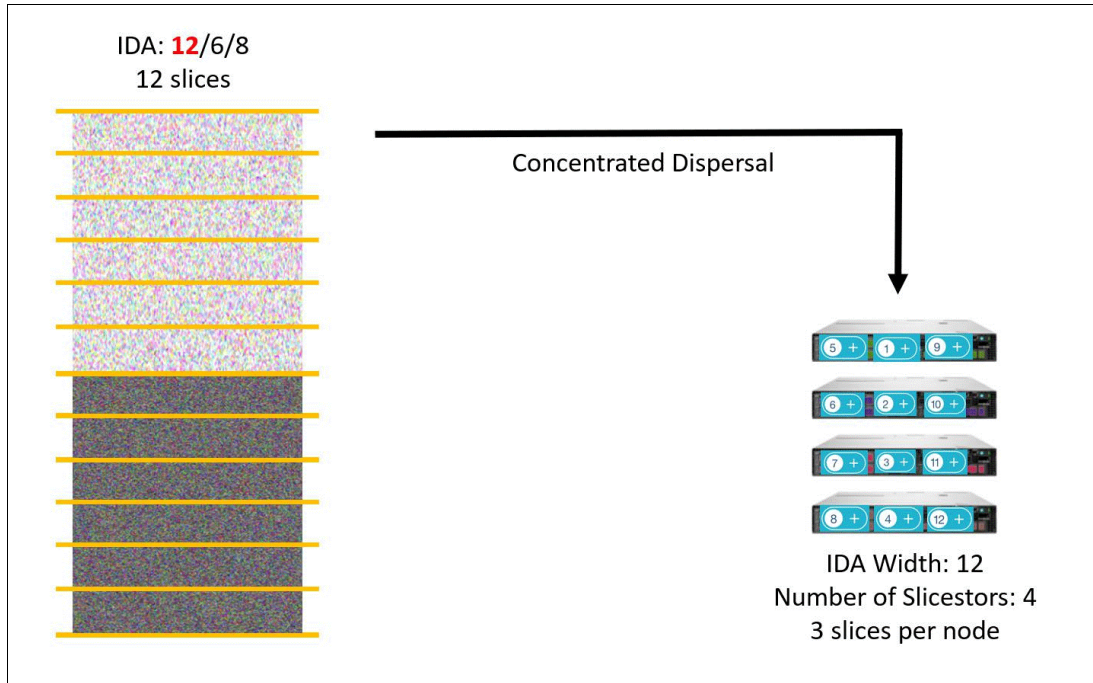 IDA: 12/6/8
12 slices
Concentrated Dispersal
5 + 1 + 9 +
6 + 2 + 10 +
7 + 3 + 11 +
8 + 4 + 12 +
IDA Width: 12
Number of Slicestors: 4
3 slices per node